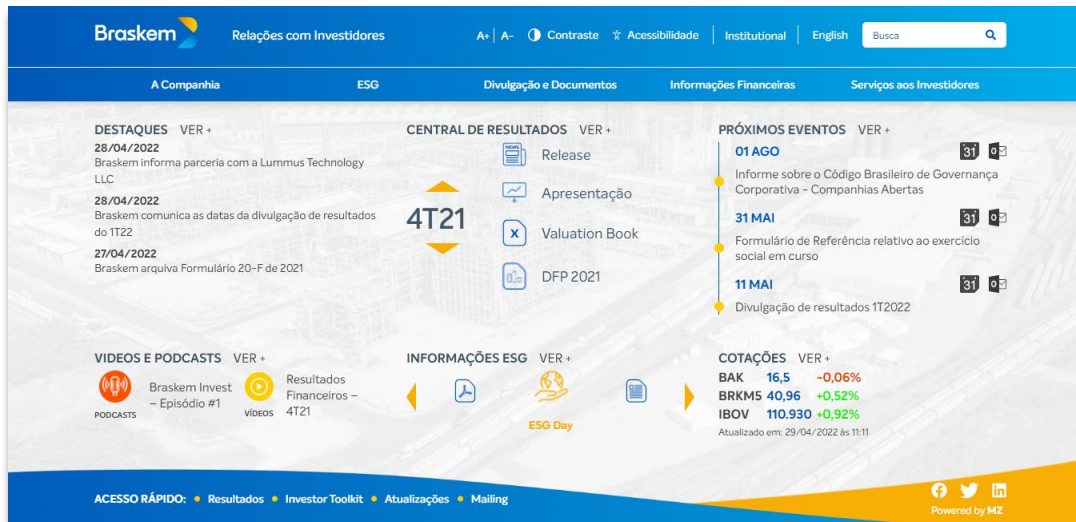 Braskem
Relações com Investidores
A+ | A- Contraste Acessibilidade | Institutional | English Busca
A Companhia ESG Divulgação e Documentos Informações Financeiras Serviços aos Investidores
DESTAQUES VER +
28/04/2022
Braskem informa parceria com a Lummus Technology
LLC
28/04/2022
Braskem comunica as datas da divulgação de resultados
do 1T22
27/04/2022
Braskem arquiva Formulário 20-F de 2021
CENTRAL DE RESULTADOS VER +
4T21
NEWS
Release
Apresentação
X
Valuation Book
DFP 2021
PRÓXIMOS EVENTOS VER +
01 AGO
31
Informe sobre o Código Brasileiro de Governança
Corporativa - Companhias Abertas
31 MAI
31
Formulário de Referência relativo ao exercício
social em curso
11 MAI
31
Divulgação de resultados 1T2022
VIDEOS E PODCASTS VER +
PODCASTS
Braskem Invest
– Episódio #1
VIDEOS
Resultados
Financeiros –
4T21
INFORMAÇÕES ESG VER +
ESG Day
COTAÇÕES VER +
BAK 16,5 -0,06%
BRKM5 40,96 +0,52%
IBOV 110.930 +0,92%
Atualizado em: 29/04/2022 às 11:11
ACESSO RÁPIDO: • Resultados • Investor Toolkit • Atualizações • Mailing
Powered by MZ